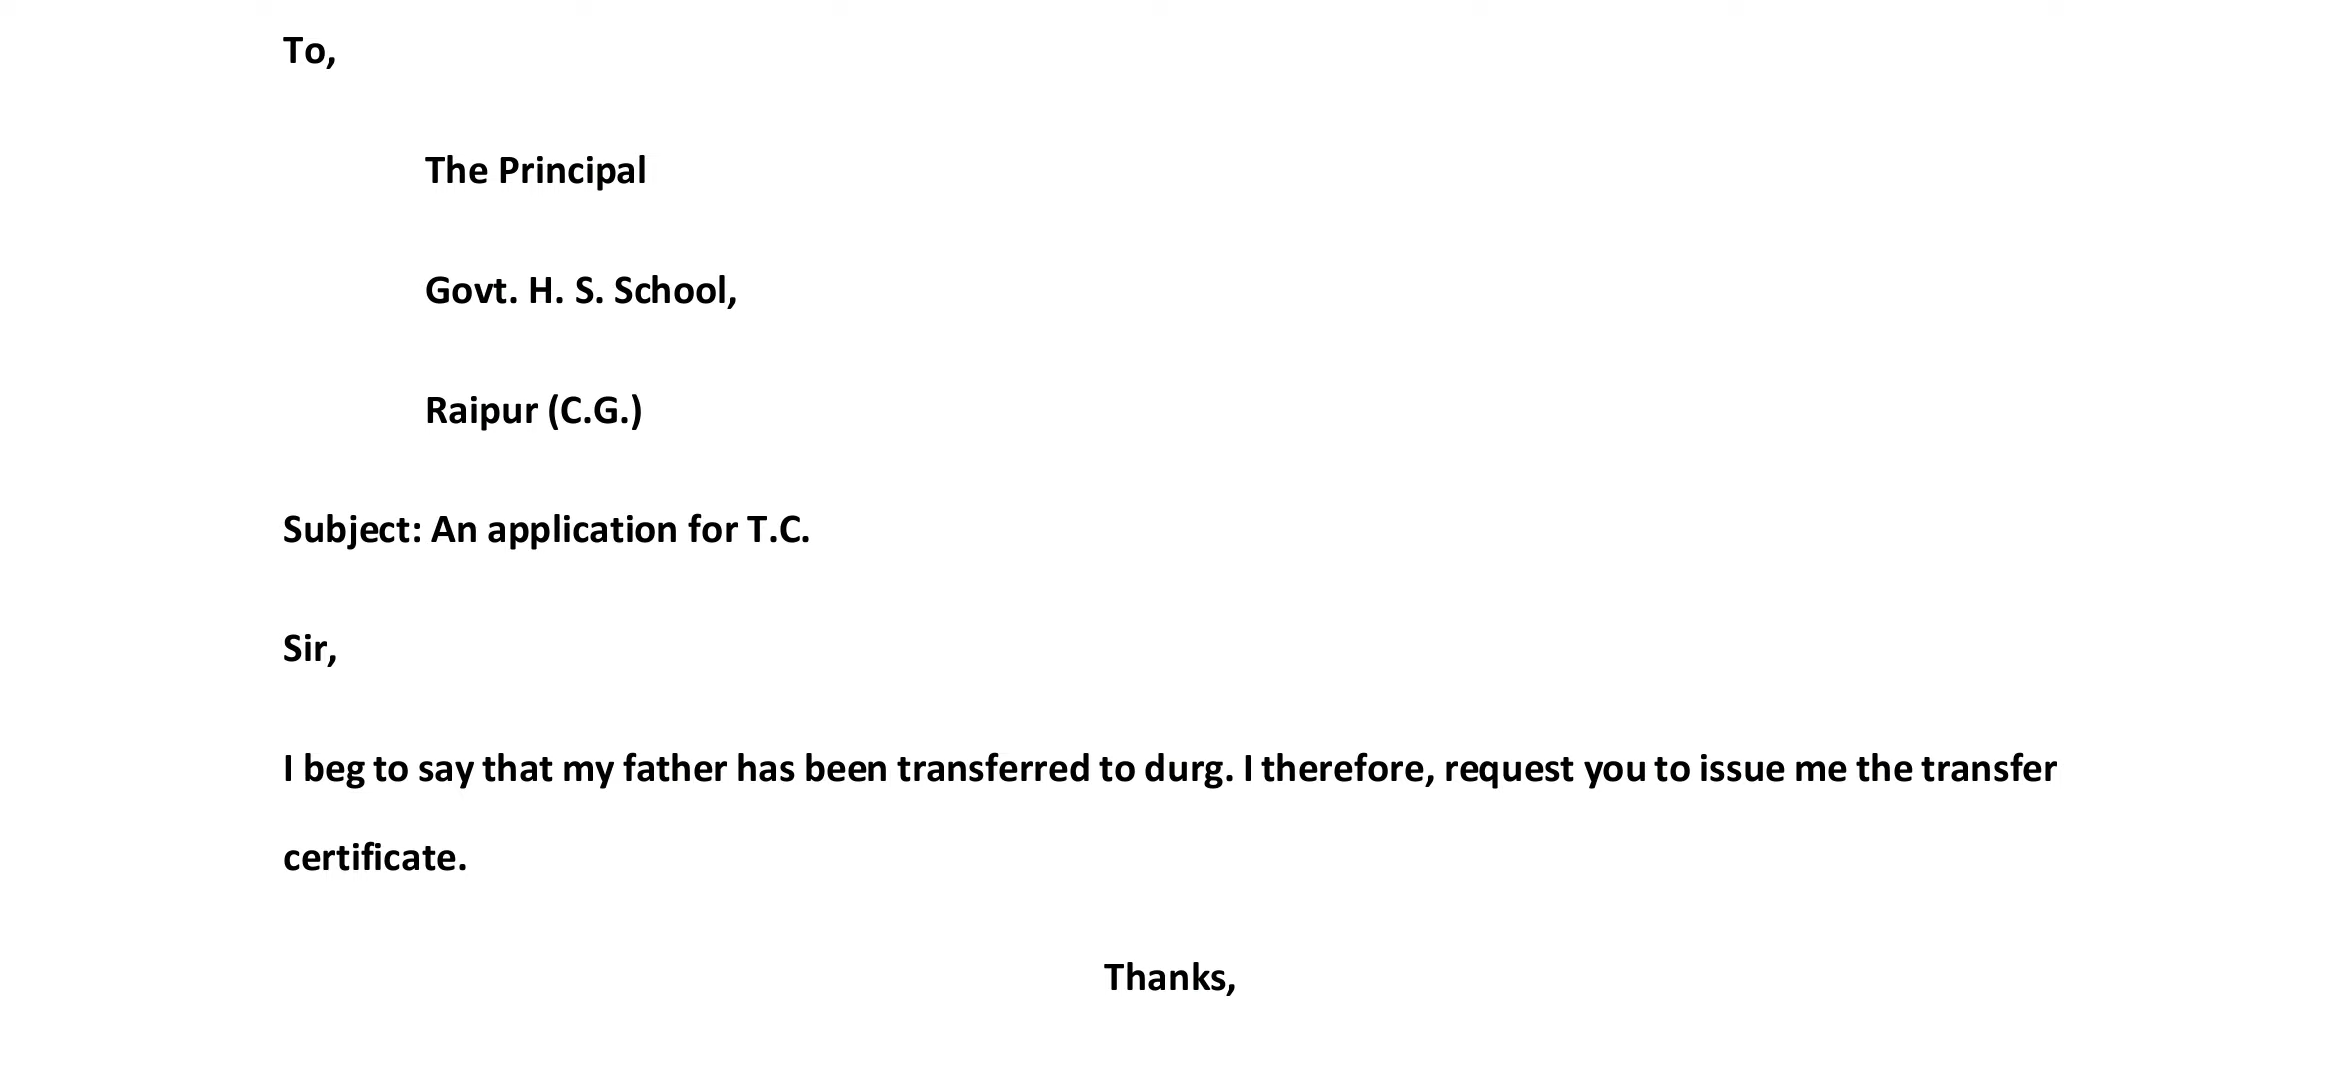 To,
The Principal
Govt. H. S. School,
Raipur (C.G.)
Subject: An application for T.C.
Sir,
I beg to say that my father has been transferred to durg. I therefore, request you to issue me the transfer
certificate.
Thanks,